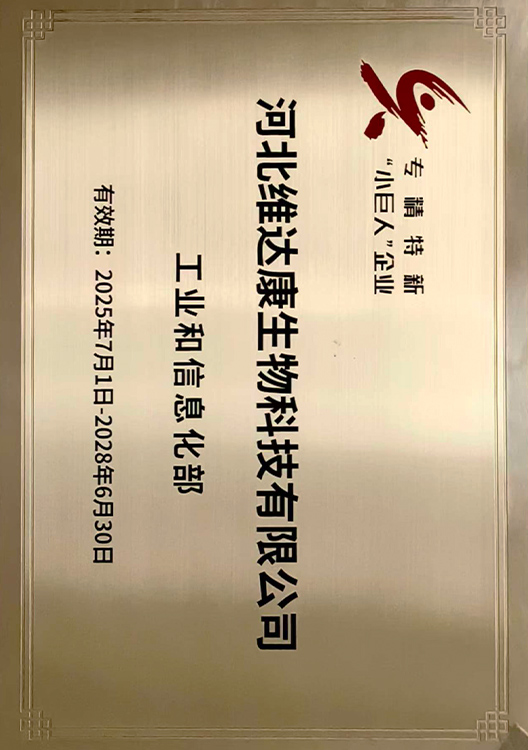 专精特新
“小巨人”企业
河北维达康生物科技有限公司
工业和信息化部
有效期：2025年7月1日-2028年6月30日